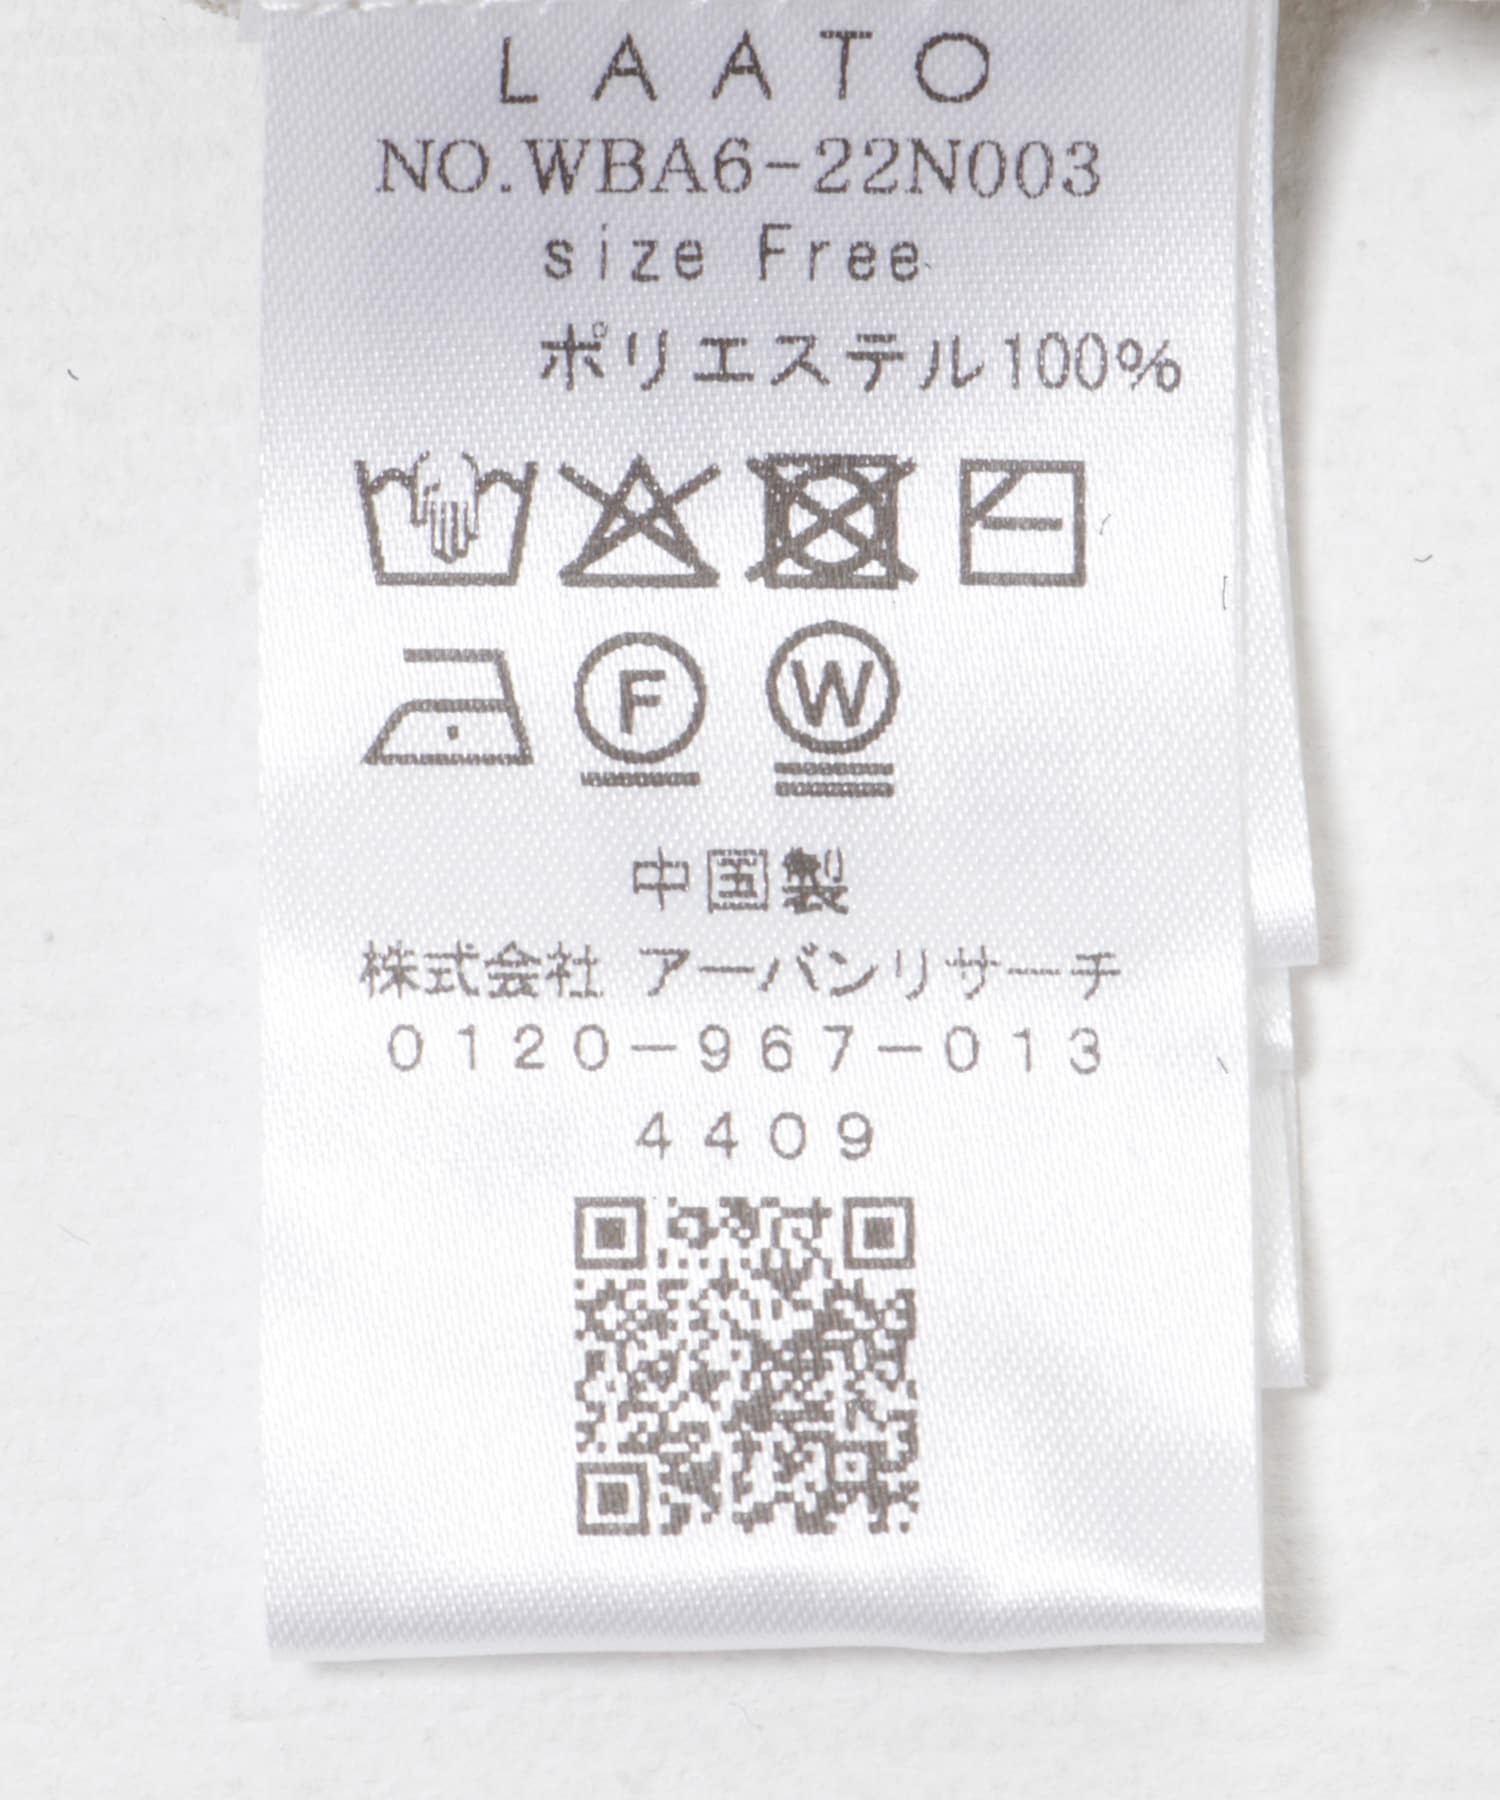 LAATO
NO.WBA6-22N003
size Free
ポリエステル100%
F
W
中国製
株式会社 アーバンリサーチ
0120-967-013
4409